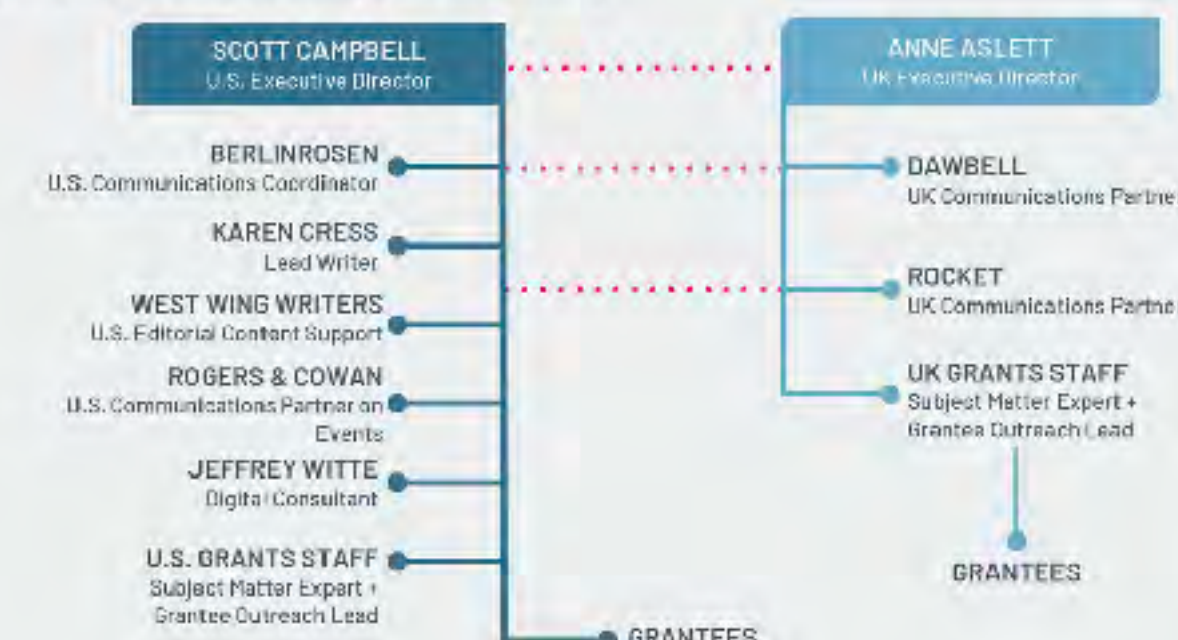 SCOTT CAMPBELL
U.S. Executive Director
BERLINROSEN
U.S. Communications Coordinator
KAREN CRESS
Lead Writer
WEST WING WRITERS
U.S. Editorial Content Support
ROGERS & COWAN
U.S. Communications Partner on
Events
JEFFREY WITTE
Digital Consultant
U.S. GRANTS STAFF
Subject Matter Expert +
Grantee Outreach Lead
GRANTEES
ANNE ASLETT
UK Executive Director
DAWBELL
UK Communications Partne
ROCKET
UK Communications Partne
UK GRANTS STAFF
Subject Matter Expert +
Grantee Outreach Lead
GRANTEES